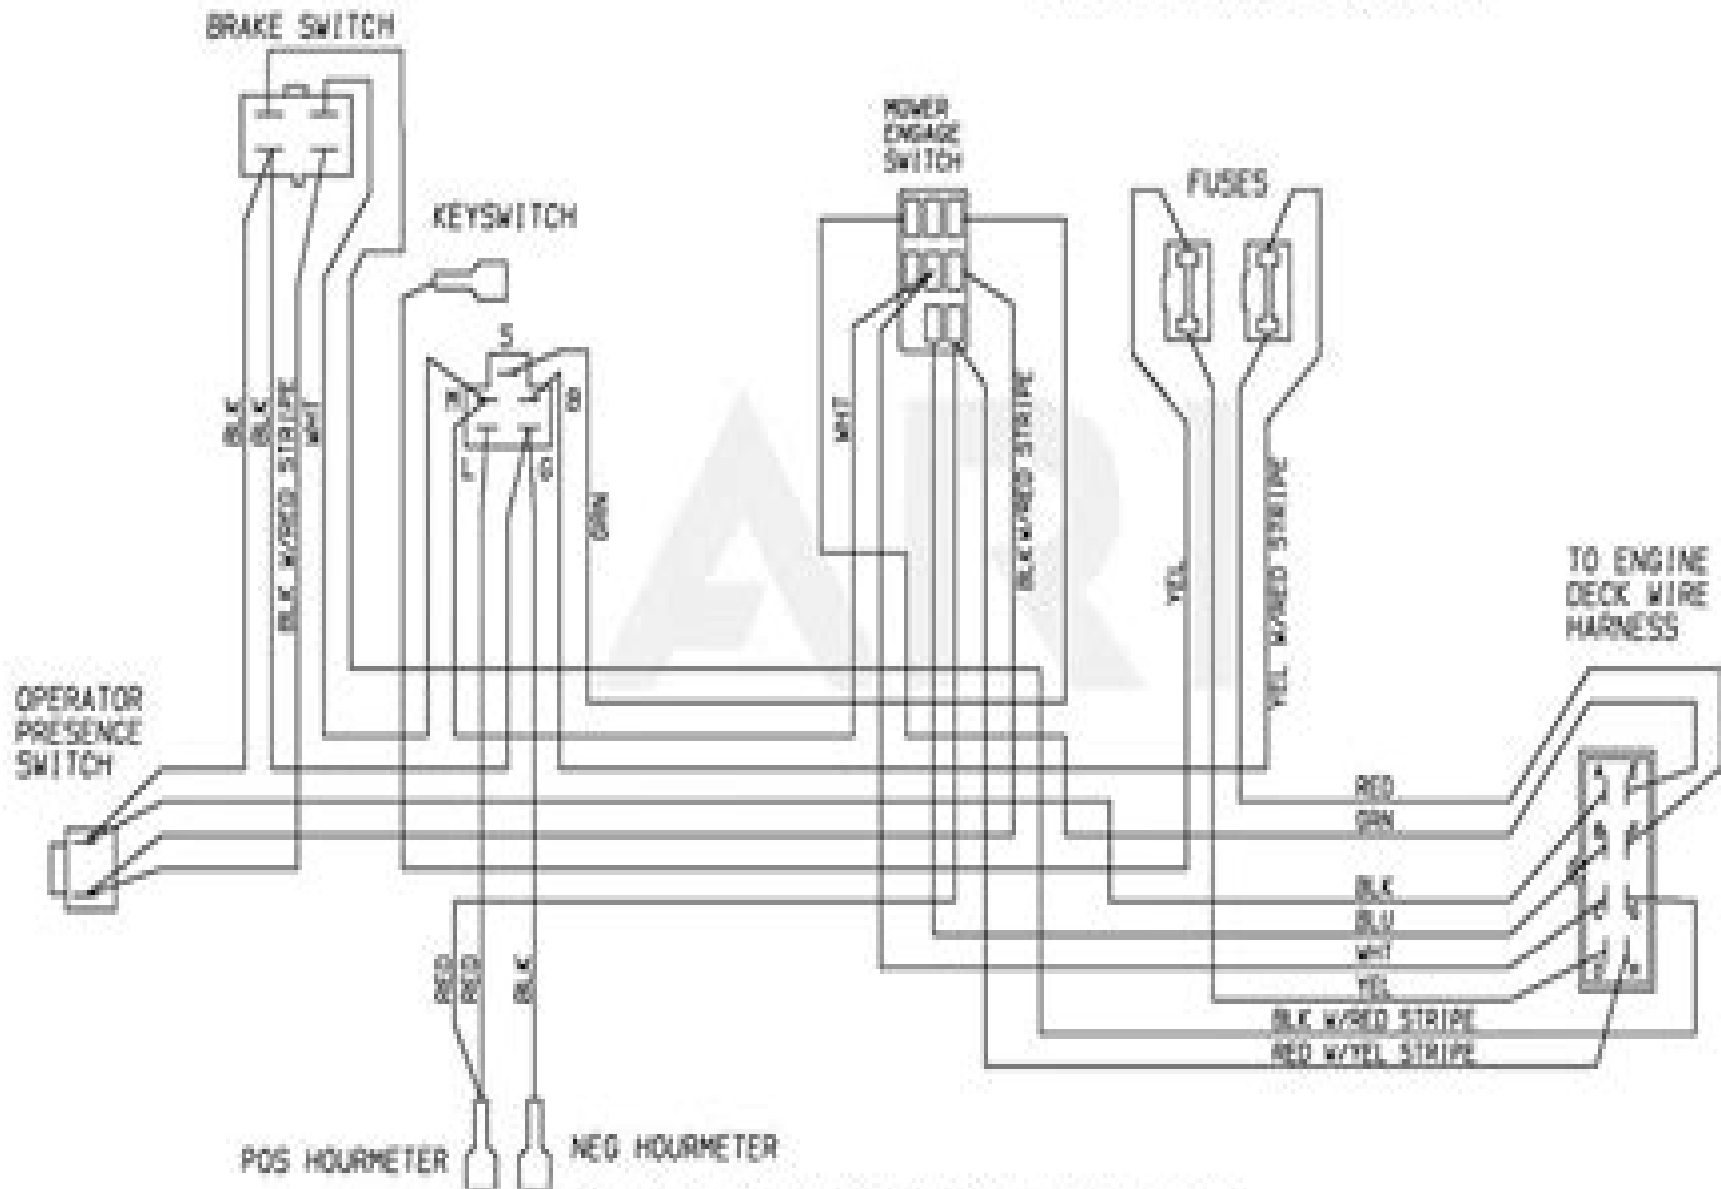 BRAKE SWITCH
MOWER
ENGAGE
SWITCH
FUSES
KEYSWITCH
S
M
B
L
G
BLK
BLK
BLK W/RED STRIPE
WHT
GRN
WHT
BLK W/RED STRIPE
YEL
YEL W/RED STRIPE
TO ENGINE
DECK WIRE
HARNESS
OPERATOR
PRESENCE
SWITCH
RED
BLK
BLU
WHT
YEL
BLK W/RED STRIPE
RED W/YEL STRIPE
RED
RED
BLK
POS HOURMETER
NEG HOURMETER
ARI